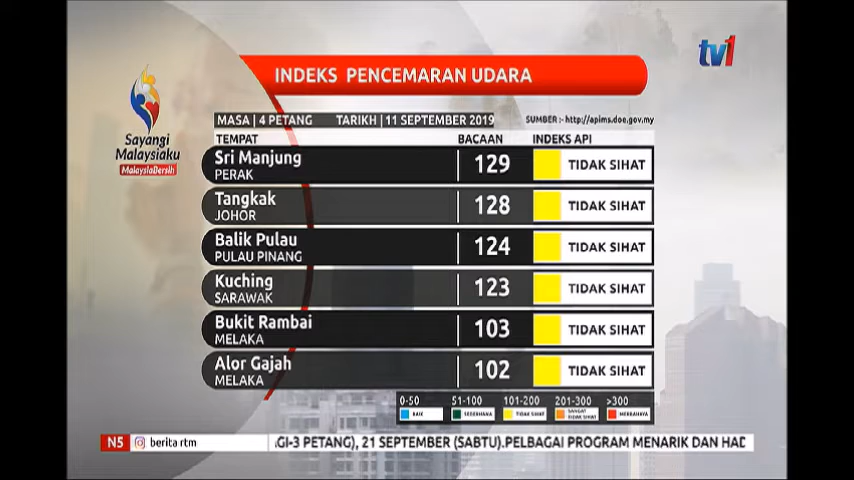 tv1
INDEKS PENCEMARAN UDARA
Sayangi
Malaysiaku
MalaysiaBersih
MASA | 4 PETANG TARIKH | 11 SEPTEMBER 2019 SUMBER :- http://apims.doe.gov.my
TEMPAT BACAAN INDEKS API
Sri Manjung
PERAK
129 TIDAK SIHAT
Tangkak
JOHOR
128 TIDAK SIHAT
Balik Pulau
PULAU PINANG
124 TIDAK SIHAT
Kuching
SARAWAK
123 TIDAK SIHAT
Bukit Rambai
MELAKA
103 TIDAK SIHAT
Alor Gajah
MELAKA
102 TIDAK SIHAT
0-50 51-100 101-200 201-300 >300
BAIK SEDERHANA TIDAK SIHAT SANGAT TIDAK SIHAT MERBAHAYA
N5 berita rtm GI-3 PETANG), 21 SEPTEMBER (SABTU).PELBAGAI PROGRAM MENARIK DAN HAD